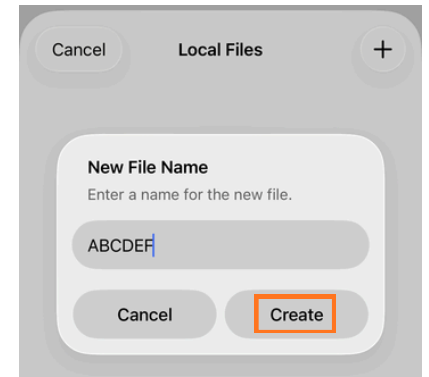 Cancel Local Files +
New File Name
Enter a name for the new file.
ABCDEF
Cancel Create